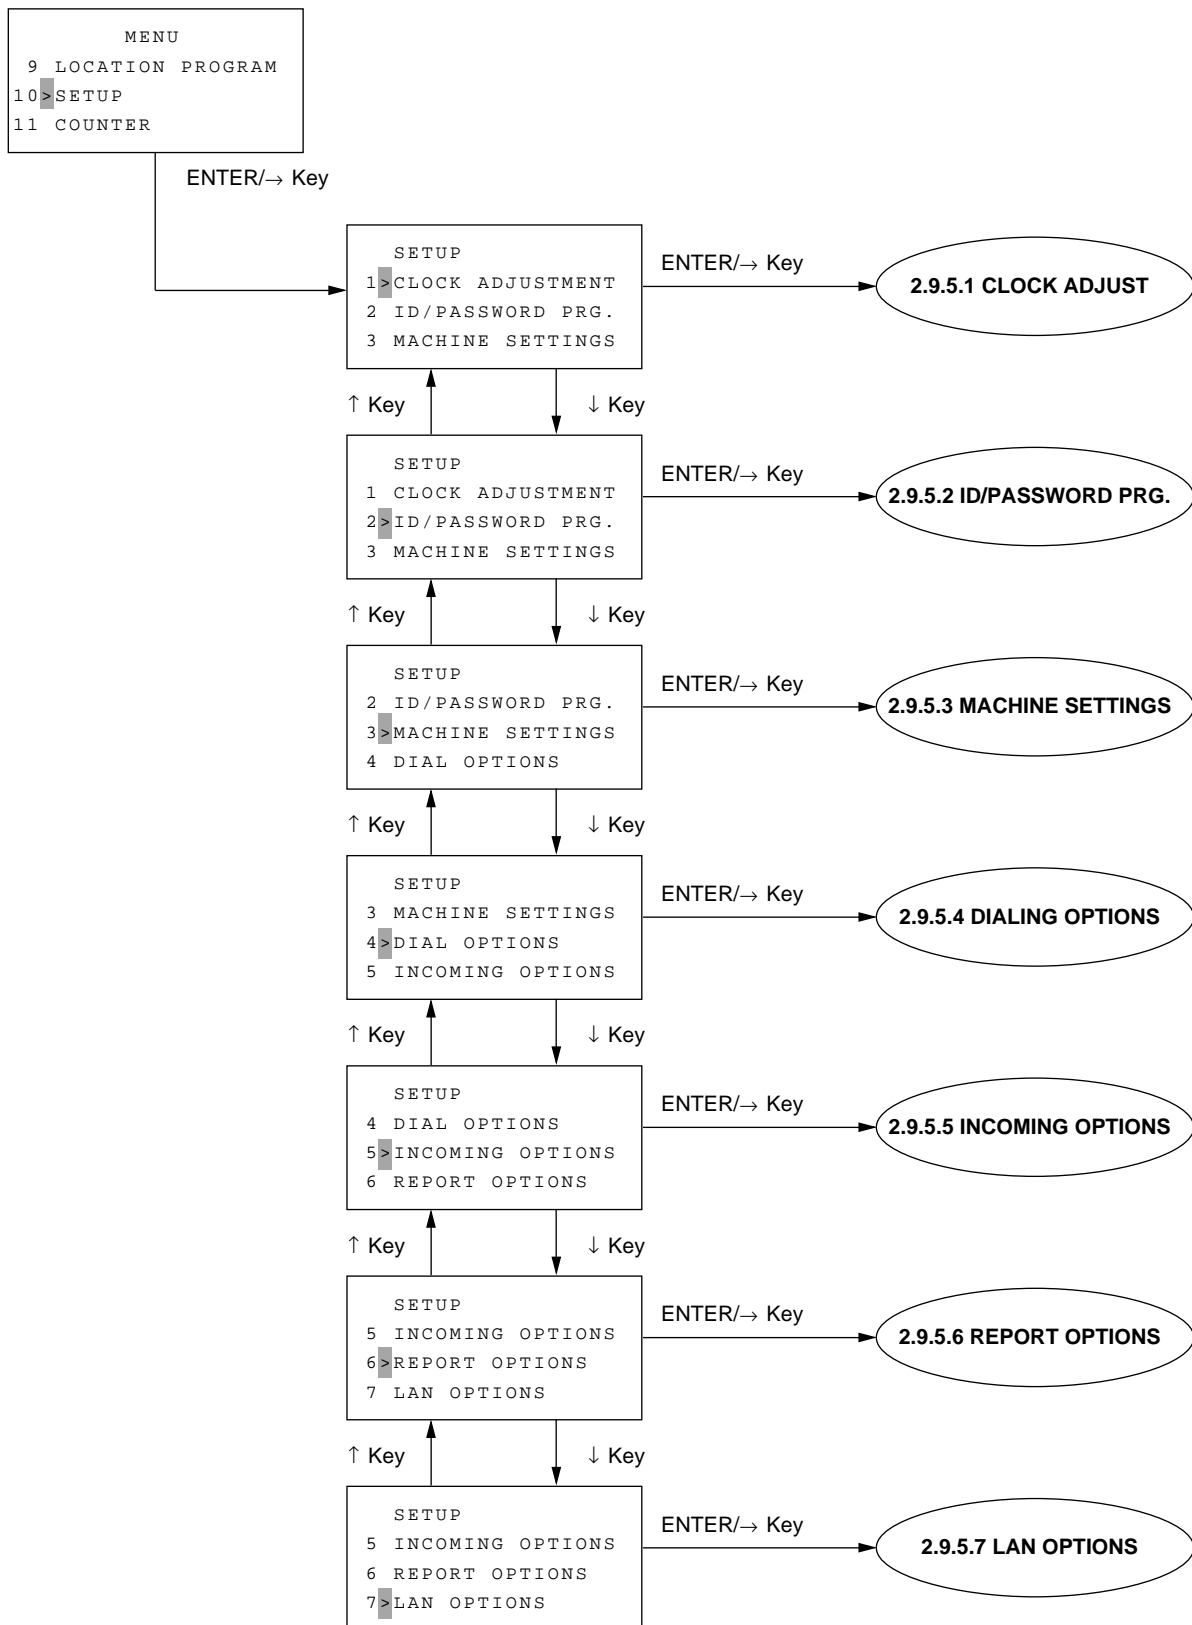 MENU
9 LOCATION PROGRAM
10>SETUP
11 COUNTER
ENTER/→ Key
SETUP
1>CLOCK ADJUSTMENT
2 ID/PASSWORD PRG.
3 MACHINE SETTINGS
ENTER/→ Key
2.9.5.1 CLOCK ADJUST
↑ Key
↓ Key
SETUP
1 CLOCK ADJUSTMENT
2>ID/PASSWORD PRG.
3 MACHINE SETTINGS
ENTER/→ Key
2.9.5.2 ID/PASSWORD PRG.
↑ Key
↓ Key
SETUP
2 ID/PASSWORD PRG.
3>MACHINE SETTINGS
4 DIAL OPTIONS
ENTER/→ Key
2.9.5.3 MACHINE SETTINGS
↑ Key
↓ Key
SETUP
3 MACHINE SETTINGS
4>DIAL OPTIONS
5 INCOMING OPTIONS
ENTER/→ Key
2.9.5.4 DIALING OPTIONS
↑ Key
↓ Key
SETUP
4 DIAL OPTIONS
5>INCOMING OPTIONS
6 REPORT OPTIONS
ENTER/→ Key
2.9.5.5 INCOMING OPTIONS
↑ Key
↓ Key
SETUP
5 INCOMING OPTIONS
6>REPORT OPTIONS
7 LAN OPTIONS
ENTER/→ Key
2.9.5.6 REPORT OPTIONS
↑ Key
↓ Key
SETUP
5 INCOMING OPTIONS
6 REPORT OPTIONS
7>LAN OPTIONS
ENTER/→ Key
2.9.5.7 LAN OPTIONS